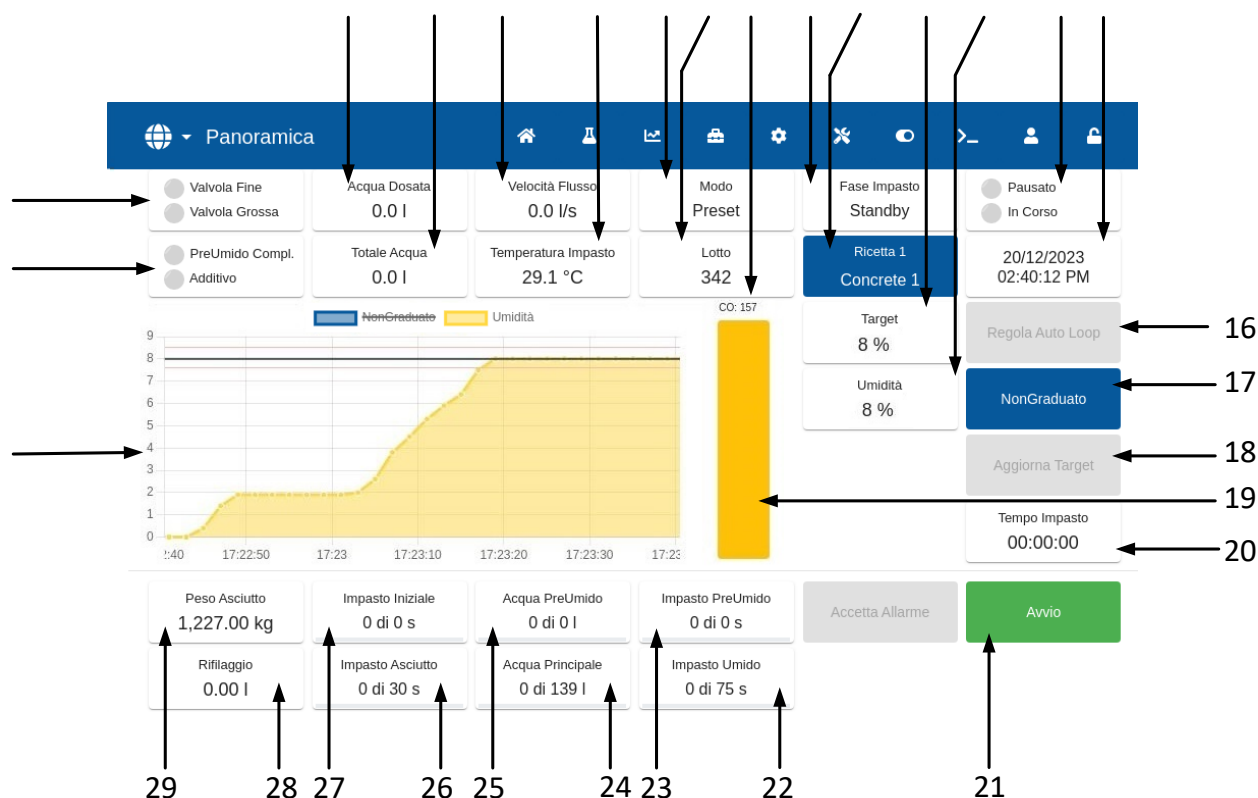 Panoramica
Valvola Fine
Valvola Grossa
Acqua Dosata
0.0 l
Velocità Flusso
0.0 l/s
Modo
Preset
Fase Impasto
Standby
Pausato
In Corso
PreUmido Compl.
Additivo
Totale Acqua
0.0 l
Temperatura Impasto
29.1 °C
Lotto
342
Ricetta 1
Concrete 1
20/12/2023
02:40:12 PM
NonGraduato Umidità
CO: 157
Target
8 %
Regola Auto Loop
16
Umidità
8 %
NonGraduato
17
Aggiorna Target
18
19
Tempo Impasto
00:00:00
20
9
8
7
6
5
4
3
2
1
0
:40 17:22:50 17:23 17:23:10 17:23:20 17:23:30 17:23
Peso Asciutto
1,227.00 kg
Impasto Iniziale
0 di 0 s
Acqua PreUmido
0 di 0 l
Impasto PreUmido
0 di 0 s
Accetta Allarme
Avvio
Rifilaggio
0.00 l
Impasto Asciutto
0 di 30 s
Acqua Principale
0 di 139 l
Impasto Umido
0 di 75 s
29 28 27 26 25 24 23 22 21